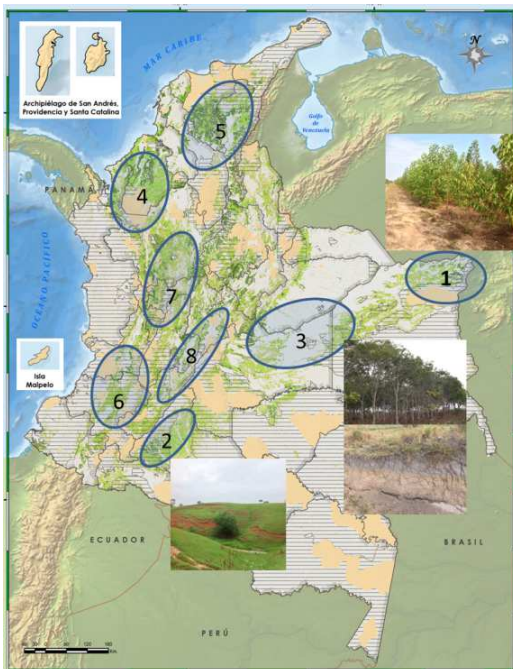 MAR CARIBE
N
Archipiélago de San Andrés,
Providencia y Santa Catalina
Golfo
de
Venezuela
5
PANAMÁ
4
OCÉANO PACÍFICO
1
7
3
8
Isla
Malpelo
6
2
ECUADOR
BRASIL
PERÚ